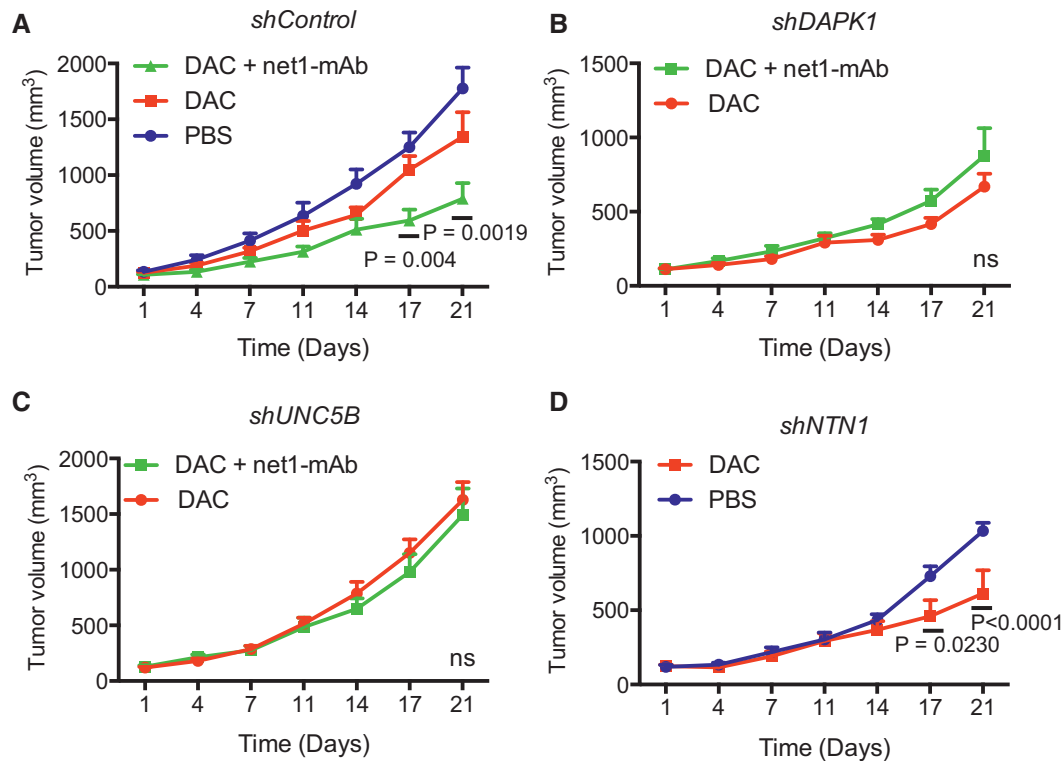 A
shControl
Tumor volume (mm³)
2000
1500
1000
500
0
DAC + net1-mAb
DAC
PBS
P = 0.0019
P = 0.004
1 4 7 11 14 17 21
Time (Days)
B
shDAPK1
Tumor volume (mm³)
1500
1000
500
0
DAC + net1-mAb
DAC
ns
1 4 7 11 14 17 21
Time (Days)
C
shUNC5B
Tumor volume (mm³)
2000
1500
1000
500
0
DAC + net1-mAb
DAC
ns
1 4 7 11 14 17 21
Time (Days)
D
shNTN1
Tumor volume (mm³)
1500
1000
500
0
DAC
PBS
P<0.0001
P = 0.0230
1 4 7 11 14 17 21
Time (Days)